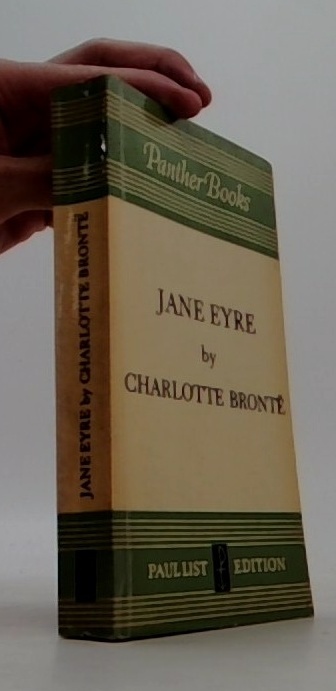 Panther Books
JANE EYRE
by
CHARLOTTE BRONTË
PAUL LIST EDITION
JANE EYRE by CHARLOTTE BRONTË